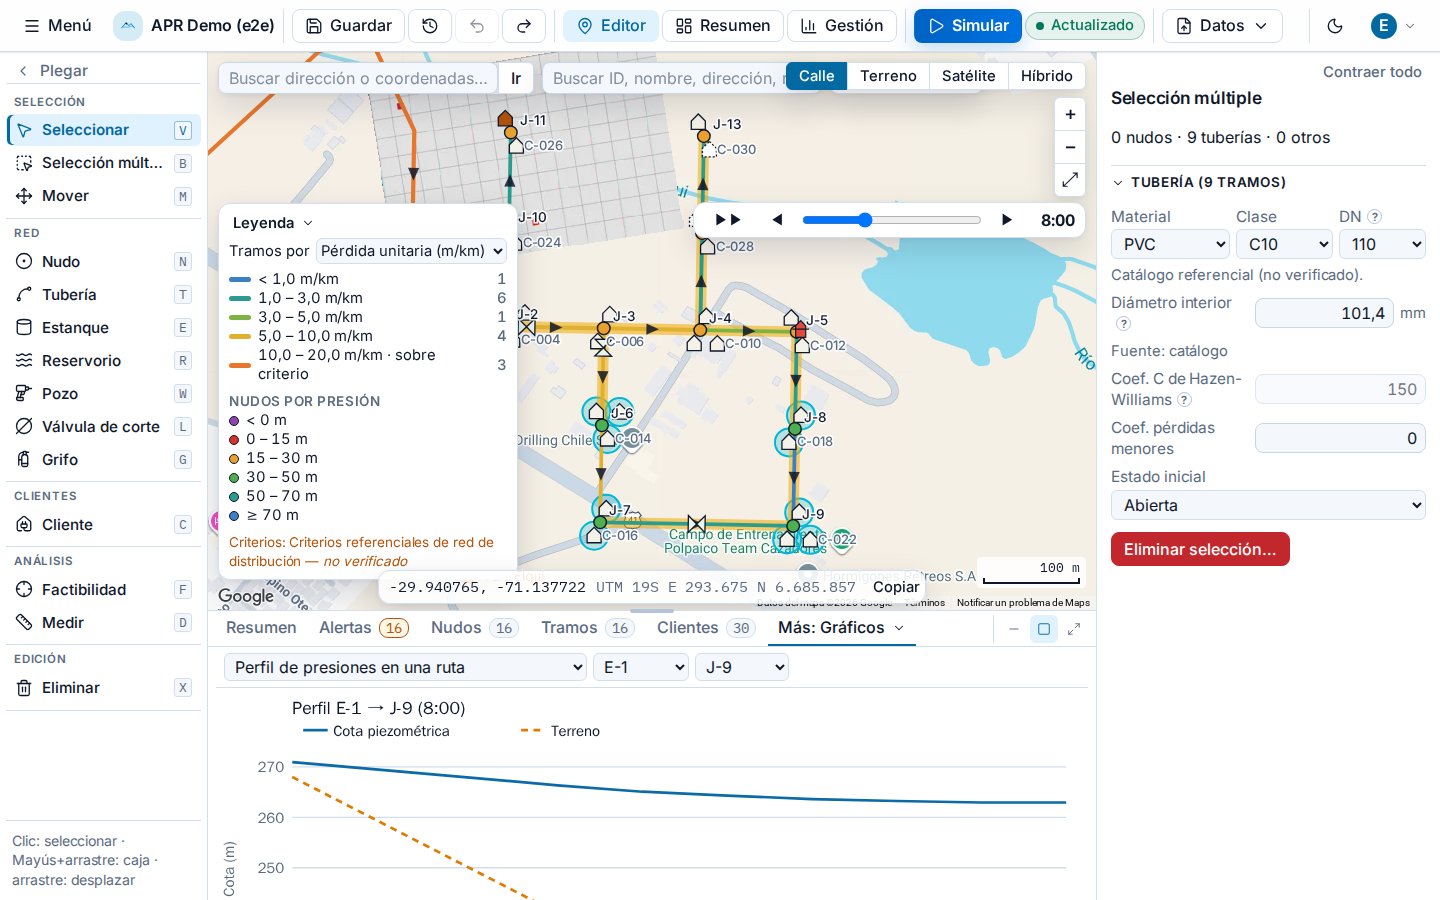 Menú
APR Demo (e2e)
Guardar
Editor
Resumen
Gestión
Simular
Actualizado
Datos
E
Plegar
SELECCIÓN
Seleccionar V
Selección múlt... B
Mover M
RED
Nudo N
Tubería T
Estanque E
Reservorio R
Pozo W
Válvula de corte L
Grifo G
CLIENTES
Cliente C
ANÁLISIS
Factibilidad F
Medir D
EDICIÓN
Eliminar X
Clic: seleccionar ·
Mayús+arrastre: caja ·
arrastre: desplazar
Buscar dirección o coordenadas...
Ir
Buscar ID, nombre, dirección,
Calle
Terreno
Satélite
Híbrido
+
−
8:00
J-11
C-026
J-13
C-030
J-10
C-024
C-028
J-2
C-004
J-3
C-006
J-4
C-010
J-5
C-012
J-6
C-014
J-8
C-018
J-7
C-016
J-9
C-022
Drilling Chile
Río
Campo de
Polpaico Team
100 m
Leyenda
Tramos por Pérdida unitaria (m/km)
< 1,0 m/km 1
1,0 – 3,0 m/km 6
3,0 – 5,0 m/km 1
5,0 – 10,0 m/km 4
10,0 – 20,0 m/km · sobre
criterio 3
NUDOS POR PRESIÓN
< 0 m
0 – 15 m
15 – 30 m
30 – 50 m
50 – 70 m
≥ 70 m
Criterios: Criterios referenciales de red de
distribución — no verificado
Google
-29.940765, -71.137722 UTM 19S E 293.675 N 6.685.857 Copiar
Términos
Notificar un problema de Maps
Resumen
Alertas 16
Nudos 16
Tramos 16
Clientes 30
Más: Gráficos
Perfil de presiones en una ruta
E-1
J-9
Perfil E-1 → J-9 (8:00)
Cota piezométrica
Terreno
270
260
250
Cota (m)
Contraer todo
Selección múltiple
0 nudos · 9 tuberías · 0 otros
TUBERÍA (9 TRAMOS)
Material Clase DN ?
PVC C10 110
Catálogo referencial (no verificado).
Diámetro interior
? 101,4 mm
Fuente: catálogo
Coef. C de Hazen-
Williams ? 150
Coef. pérdidas
menores 0
Estado inicial
Abierta
Eliminar selección...